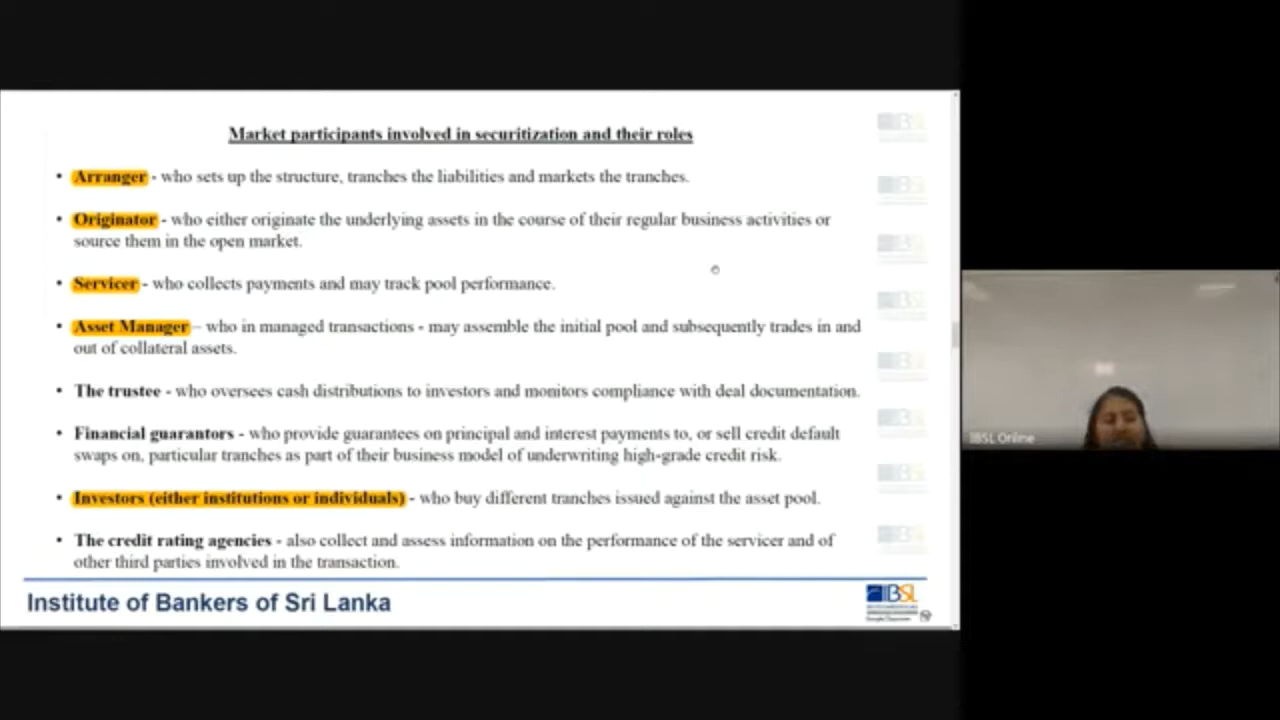 Market participants involved in securitization and their roles
• Arranger - who sets up the structure, tranches the liabilities and markets the tranches.
• Originator - who either originate the underlying assets in the course of their regular business activities or
source them in the open market.
• Servicer - who collects payments and may track pool performance.
• Asset Manager – who in managed transactions - may assemble the initial pool and subsequently trades in and
out of collateral assets.
• The trustee - who oversees cash distributions to investors and monitors compliance with deal documentation.
• Financial guarantors - who provide guarantees on principal and interest payments to, or sell credit default
swaps on, particular tranches as part of their business model of underwriting high-grade credit risk.
• Investors (either institutions or individuals) - who buy different tranches issued against the asset pool.
• The credit rating agencies - also collect and assess information on the performance of the servicer and of
other third parties involved in the transaction.
Institute of Bankers of Sri Lanka
IBSL
IBSL Online